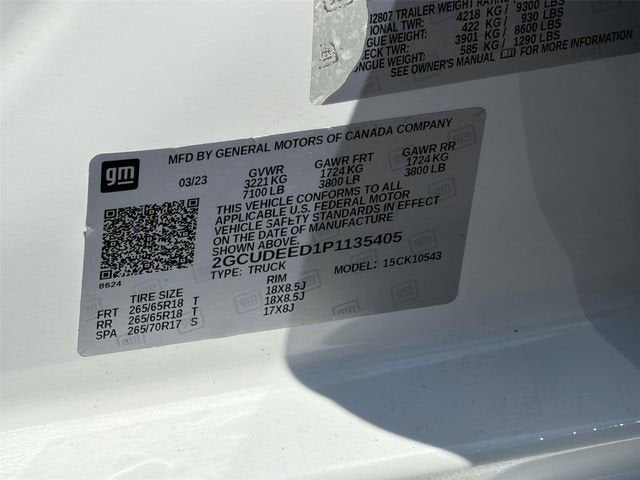 12807 TRAILER WEIGHT RATING
TIONAL TWR: 4218 KG / 9300 LBS
GUE WEIGHT: 422 KG / 930 LBS
ECK TWR: 3901 KG / 8600 LBS
ONGUE WEIGHT: 585 KG / 1290 LBS
SEE OWNER'S MANUAL gm FOR MORE INFORMATION
gm
MFD BY GENERAL MOTORS OF CANADA COMPANY
03/23 GVWR GAWR FRT GAWR RR
3221 KG 1724 KG 1724 KG
7100 LB 3800 LB 3800 LB
THIS VEHICLE CONFORMS TO ALL
APPLICABLE U.S. FEDERAL MOTOR
VEHICLE SAFETY STANDARDS IN EFFECT
ON THE DATE OF MANUFACTURE
SHOWN ABOVE.
2GCUDEED1P1135405
8624 TYPE: TRUCK MODEL: 15CK10543
TIRE SIZE RIM
FRT 265/65R18 T 18X8.5J
RR 265/65R18 T 18X8.5J
SPA 265/70R17 S 17X8J